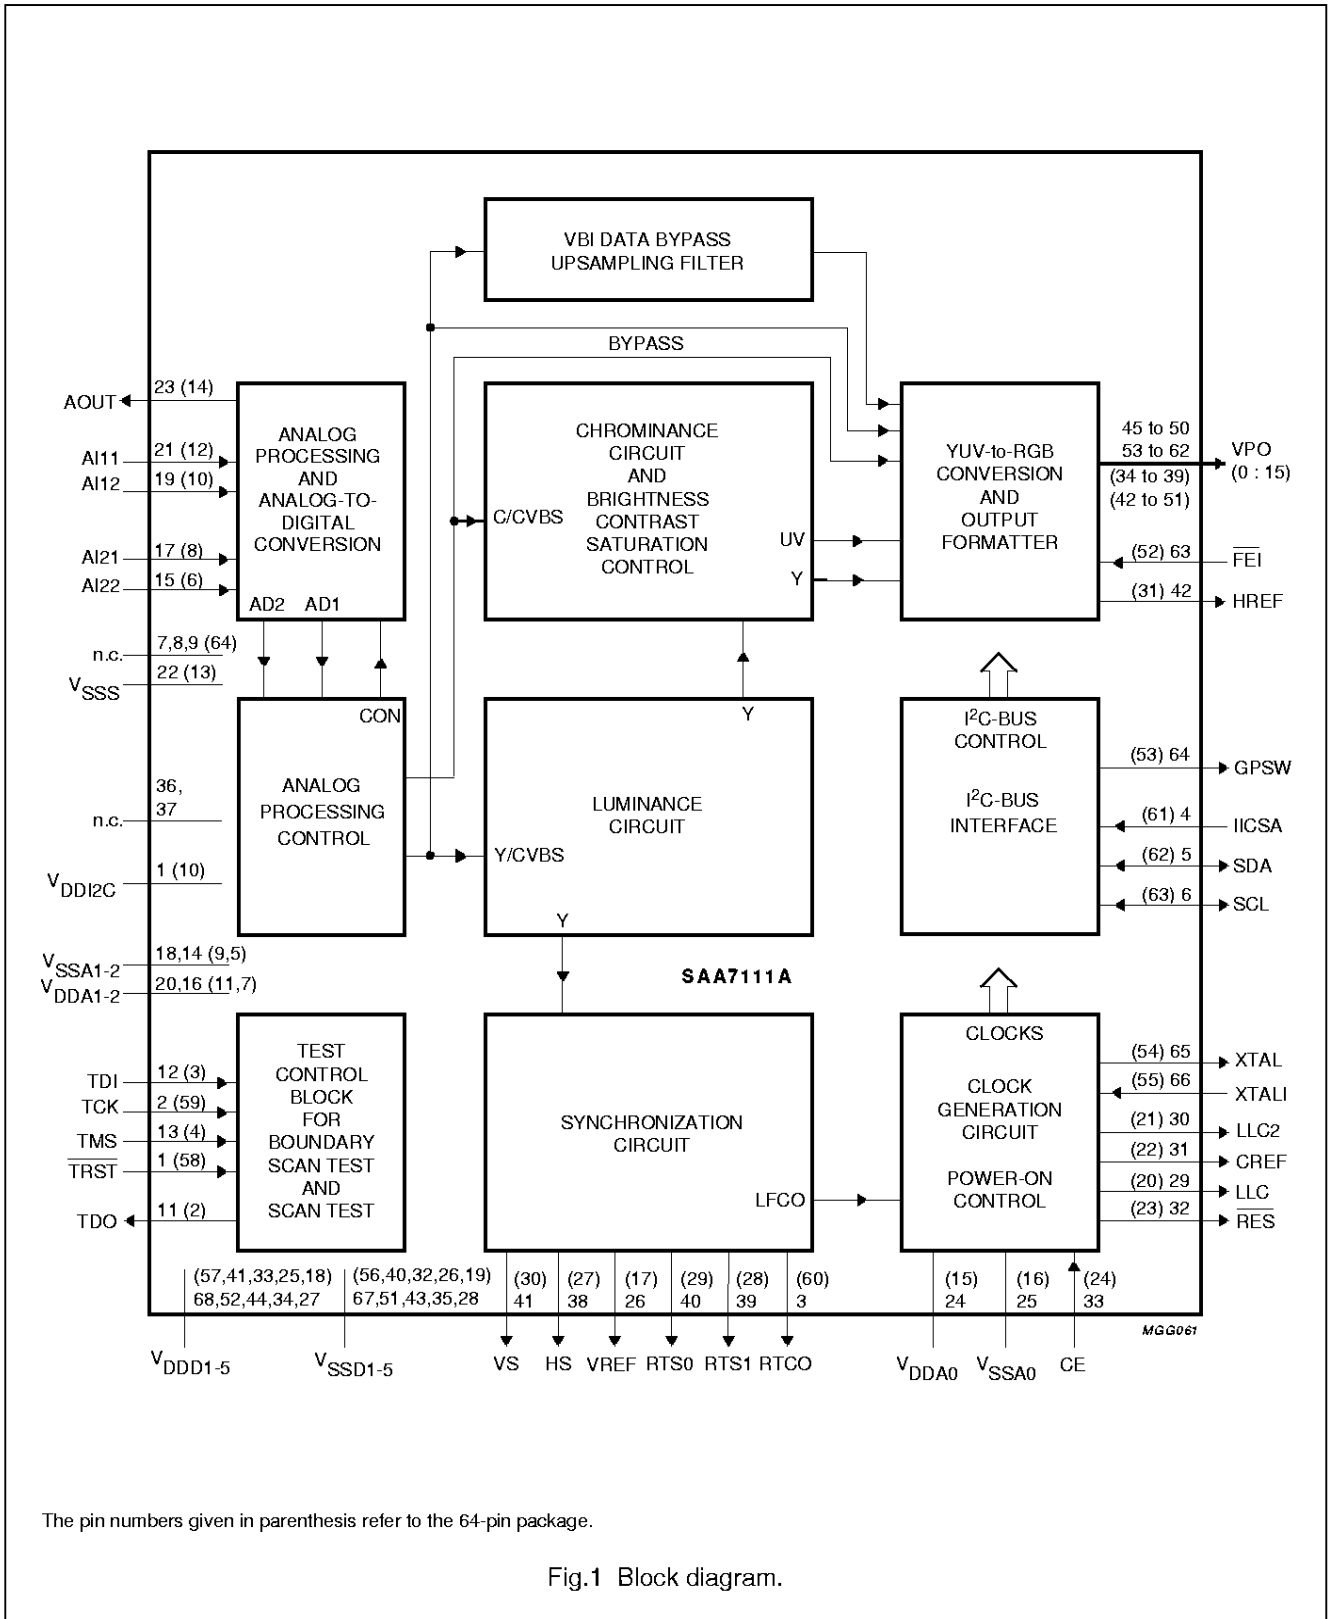 VBI DATA BYPASS
UPSAMPLING FILTER
BYPASS
AOUT
23 (14)
AI11
21 (12)
AI12
19 (10)
AI21
17 (8)
AI22
15 (6)
ANALOG
PROCESSING
AND
ANALOG-TO-
DIGITAL
CONVERSION
AD2
AD1
CHROMINANCE
CIRCUIT
AND
BRIGHTNESS
CONTRAST
SATURATION
CONTROL
C/CVBS
UV
Y
YUV-to-RGB
CONVERSION
AND
OUTPUT
FORMATTER
45 to 50
53 to 62
(34 to 39)
(42 to 51)
VPO
(0 : 15)
(52) 63
FEI
(31) 42
HREF
n.c.
7,8,9 (64)
VSSS
22 (13)
n.c.
36,
37
VDDI2C
1 (10)
CON
ANALOG
PROCESSING
CONTROL
Y
LUMINANCE
CIRCUIT
Y/CVBS
Y
I2C-BUS
CONTROL
I2C-BUS
INTERFACE
(53) 64
GPSW
(61) 4
IICSA
(62) 5
SDA
(63) 6
SCL
VSSA1-2
18,14 (9,5)
VDDA1-2
20,16 (11,7)
SAA7111A
TDI
12 (3)
TCK
2 (59)
TMS
13 (4)
TRST
1 (58)
TDO
11 (2)
TEST
CONTROL
BLOCK
FOR
BOUNDARY
SCAN TEST
AND
SCAN TEST
SYNCHRONIZATION
CIRCUIT
LFCO
CLOCKS
CLOCK
GENERATION
CIRCUIT
POWER-ON
CONTROL
(54) 65
XTAL
(55) 66
XTALI
(21) 30
LLC2
(22) 31
CREF
(20) 29
LLC
(23) 32
RES
(57,41,33,25,18)
68,52,44,34,27
(56,40,32,26,19)
67,51,43,35,28
(30)
41
(27)
38
(17)
26
(29)
40
(28)
39
(60)
3
(15)
24
(16)
25
(24)
33
MGG061
VDDD1-5
VSSD1-5
VS
HS
VREF
RTS0
RTS1
RTCO
VDDA0
VSSA0
CE
The pin numbers given in parenthesis refer to the 64-pin package.
Fig.1 Block diagram.